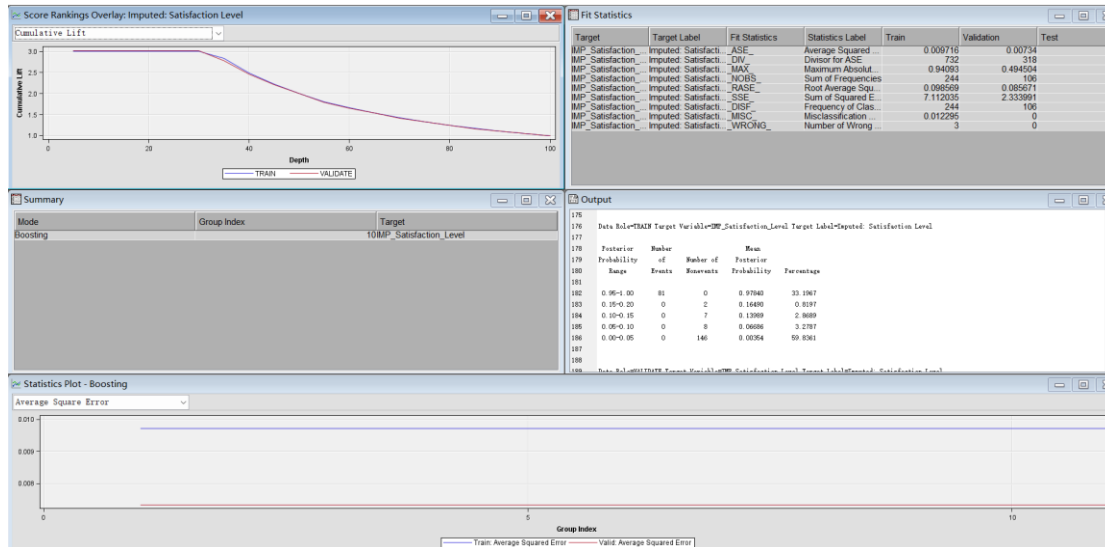 Score Rankings Overlay: Imputed: Satisfaction Level
Cumulative Lift
3.0
2.5
2.0
1.5
1.0
Cumulative Lift
0 20 40 60 80 100
Depth
TRAIN VALIDATE
Fit Statistics
Target Target Label Fit Statistics Statistics Label Train Validation Test
IMP_Satisfaction_... Imputed: Satisfacti... _ASE_ Average Squared ... 0.009716 0.00734
IMP_Satisfaction_... Imputed: Satisfacti... _DIV_ Divisor for ASE 732 318
IMP_Satisfaction_... Imputed: Satisfacti... _MAX_ Maximum Absolut... 0.94093 0.494504
IMP_Satisfaction_... Imputed: Satisfacti... _NOBS_ Sum of Frequencies 244 106
IMP_Satisfaction_... Imputed: Satisfacti... _RASE_ Root Average Squ... 0.098569 0.085671
IMP_Satisfaction_... Imputed: Satisfacti... _SSE_ Sum of Squared E... 7.112035 2.333991
IMP_Satisfaction_... Imputed: Satisfacti... _DISF_ Frequency of Clas... 244 106
IMP_Satisfaction_... Imputed: Satisfacti... _MISC_ Misclassification ... 0.012295 0
IMP_Satisfaction_... Imputed: Satisfacti... _WRONG_ Number of Wrong ... 3 0
Summary
Mode Group Index Target
Boosting 10IMP_Satisfaction_Level
Output
175
176 Data Role=TRAIN Target Variable=IMP_Satisfaction_Level Target Label=Imputed: Satisfaction Level
177
178 Posterior Number Mean
179 Probability of Number of Posterior
180 Range Events Nonevents Probability Percentage
181
182 0.95-1.00 81 0 0.97840 33.1967
183 0.15-0.20 0 2 0.16490 0.8197
184 0.10-0.15 0 7 0.13989 2.8689
185 0.05-0.10 0 8 0.06686 3.2787
186 0.00-0.05 0 146 0.00354 59.8361
187
188
189 Data Role=VALIDATE Target Variable=IMP_Satisfaction_Level Target Label=Imputed: Satisfaction Level
Statistics Plot - Boosting
Average Square Error
0.010
0.009
0.008
0 5 10
Group Index
Train: Average Squared Error Valid: Average Squared Error